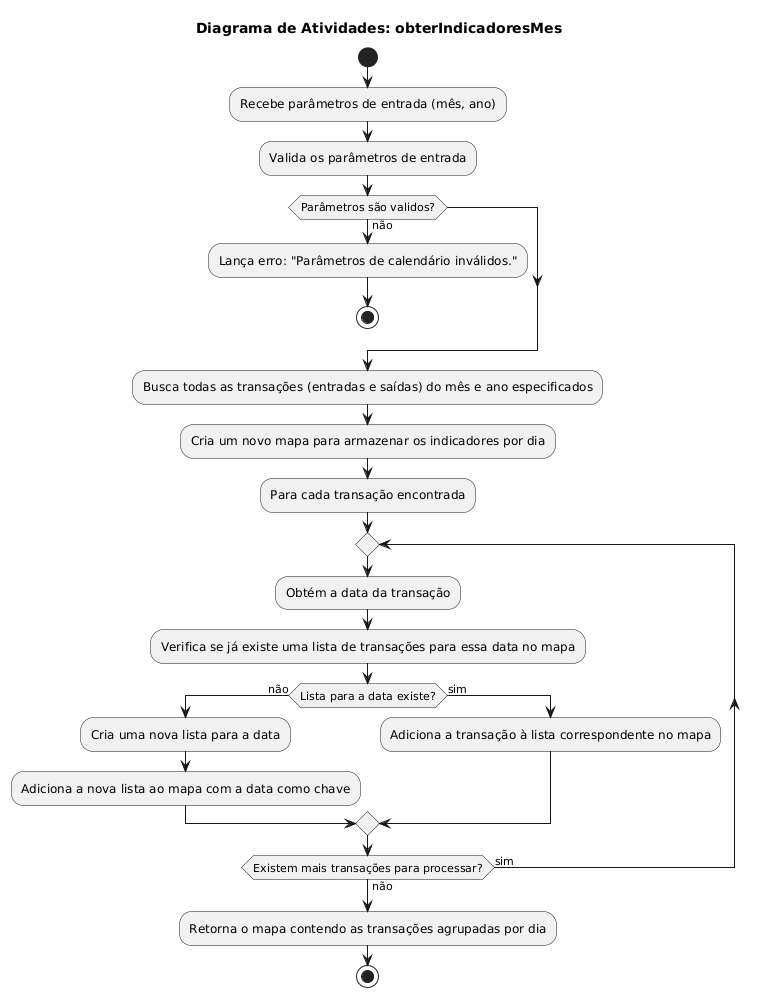 Diagrama de Atividades: obterIndicadoresMes
Recebe parâmetros de entrada (mês, ano)
Valida os parâmetros de entrada
Parâmetros são validos?
não
Lança erro: "Parâmetros de calendário inválidos."
Busca todas as transações (entradas e saídas) do mês e ano especificados
Cria um novo mapa para armazenar os indicadores por dia
Para cada transação encontrada
Obtém a data da transação
Verifica se já existe uma lista de transações para essa data no mapa
não
Lista para a data existe?
sim
Cria uma nova lista para a data
Adiciona a transação à lista correspondente no mapa
Adiciona a nova lista ao mapa com a data como chave
Existem mais transações para processar?
sim
não
Retorna o mapa contendo as transações agrupadas por dia